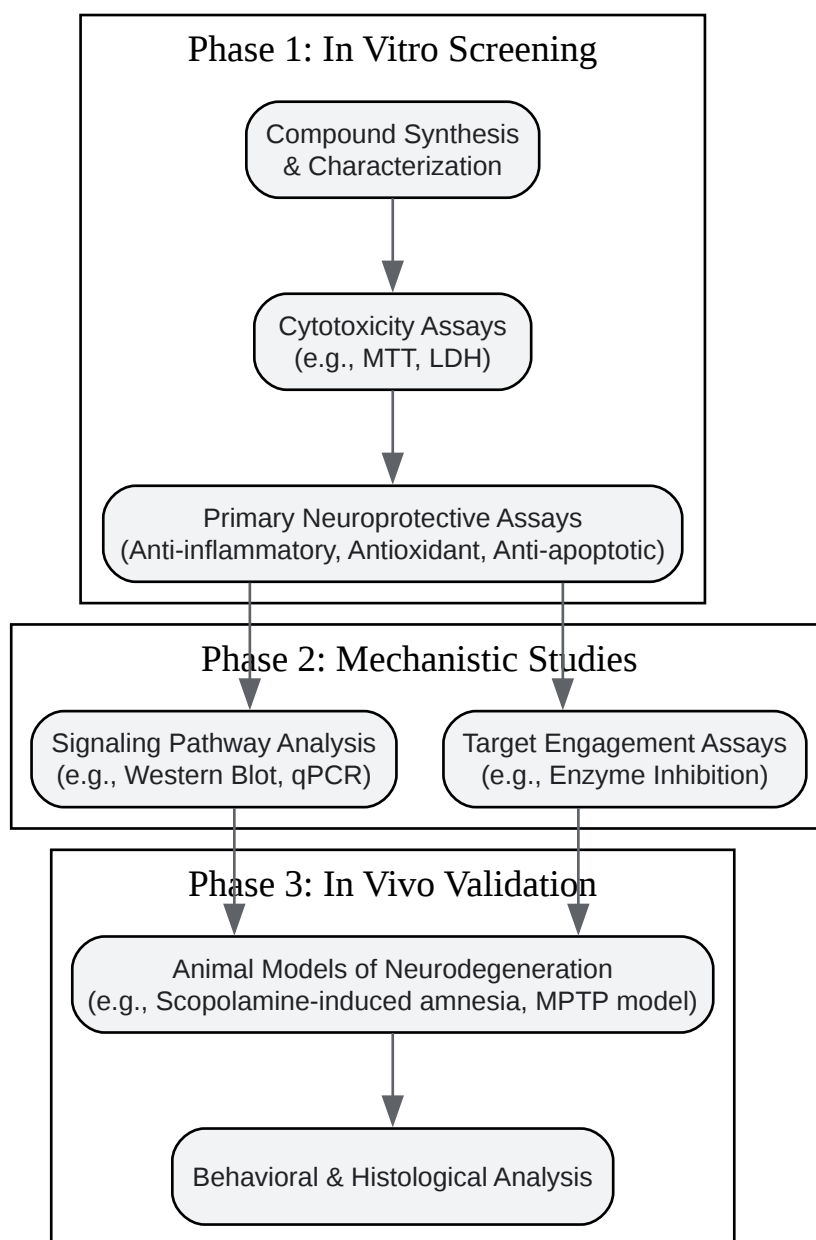 Phase 1: In Vitro Screening
Compound Synthesis
& Characterization
Cytotoxicity Assays
(e.g., MTT, LDH)
Primary Neuroprotective Assays
(Anti-inflammatory, Antioxidant, Anti-apoptotic)
Phase 2: Mechanistic Studies
Signaling Pathway Analysis
(e.g., Western Blot, qPCR)
Target Engagement Assays
(e.g., Enzyme Inhibition)
Phase 3: In Vivo Validation
Animal Models of Neurodegeneration
(e.g., Scopolamine-induced amnesia, MPTP model)
Behavioral & Histological Analysis